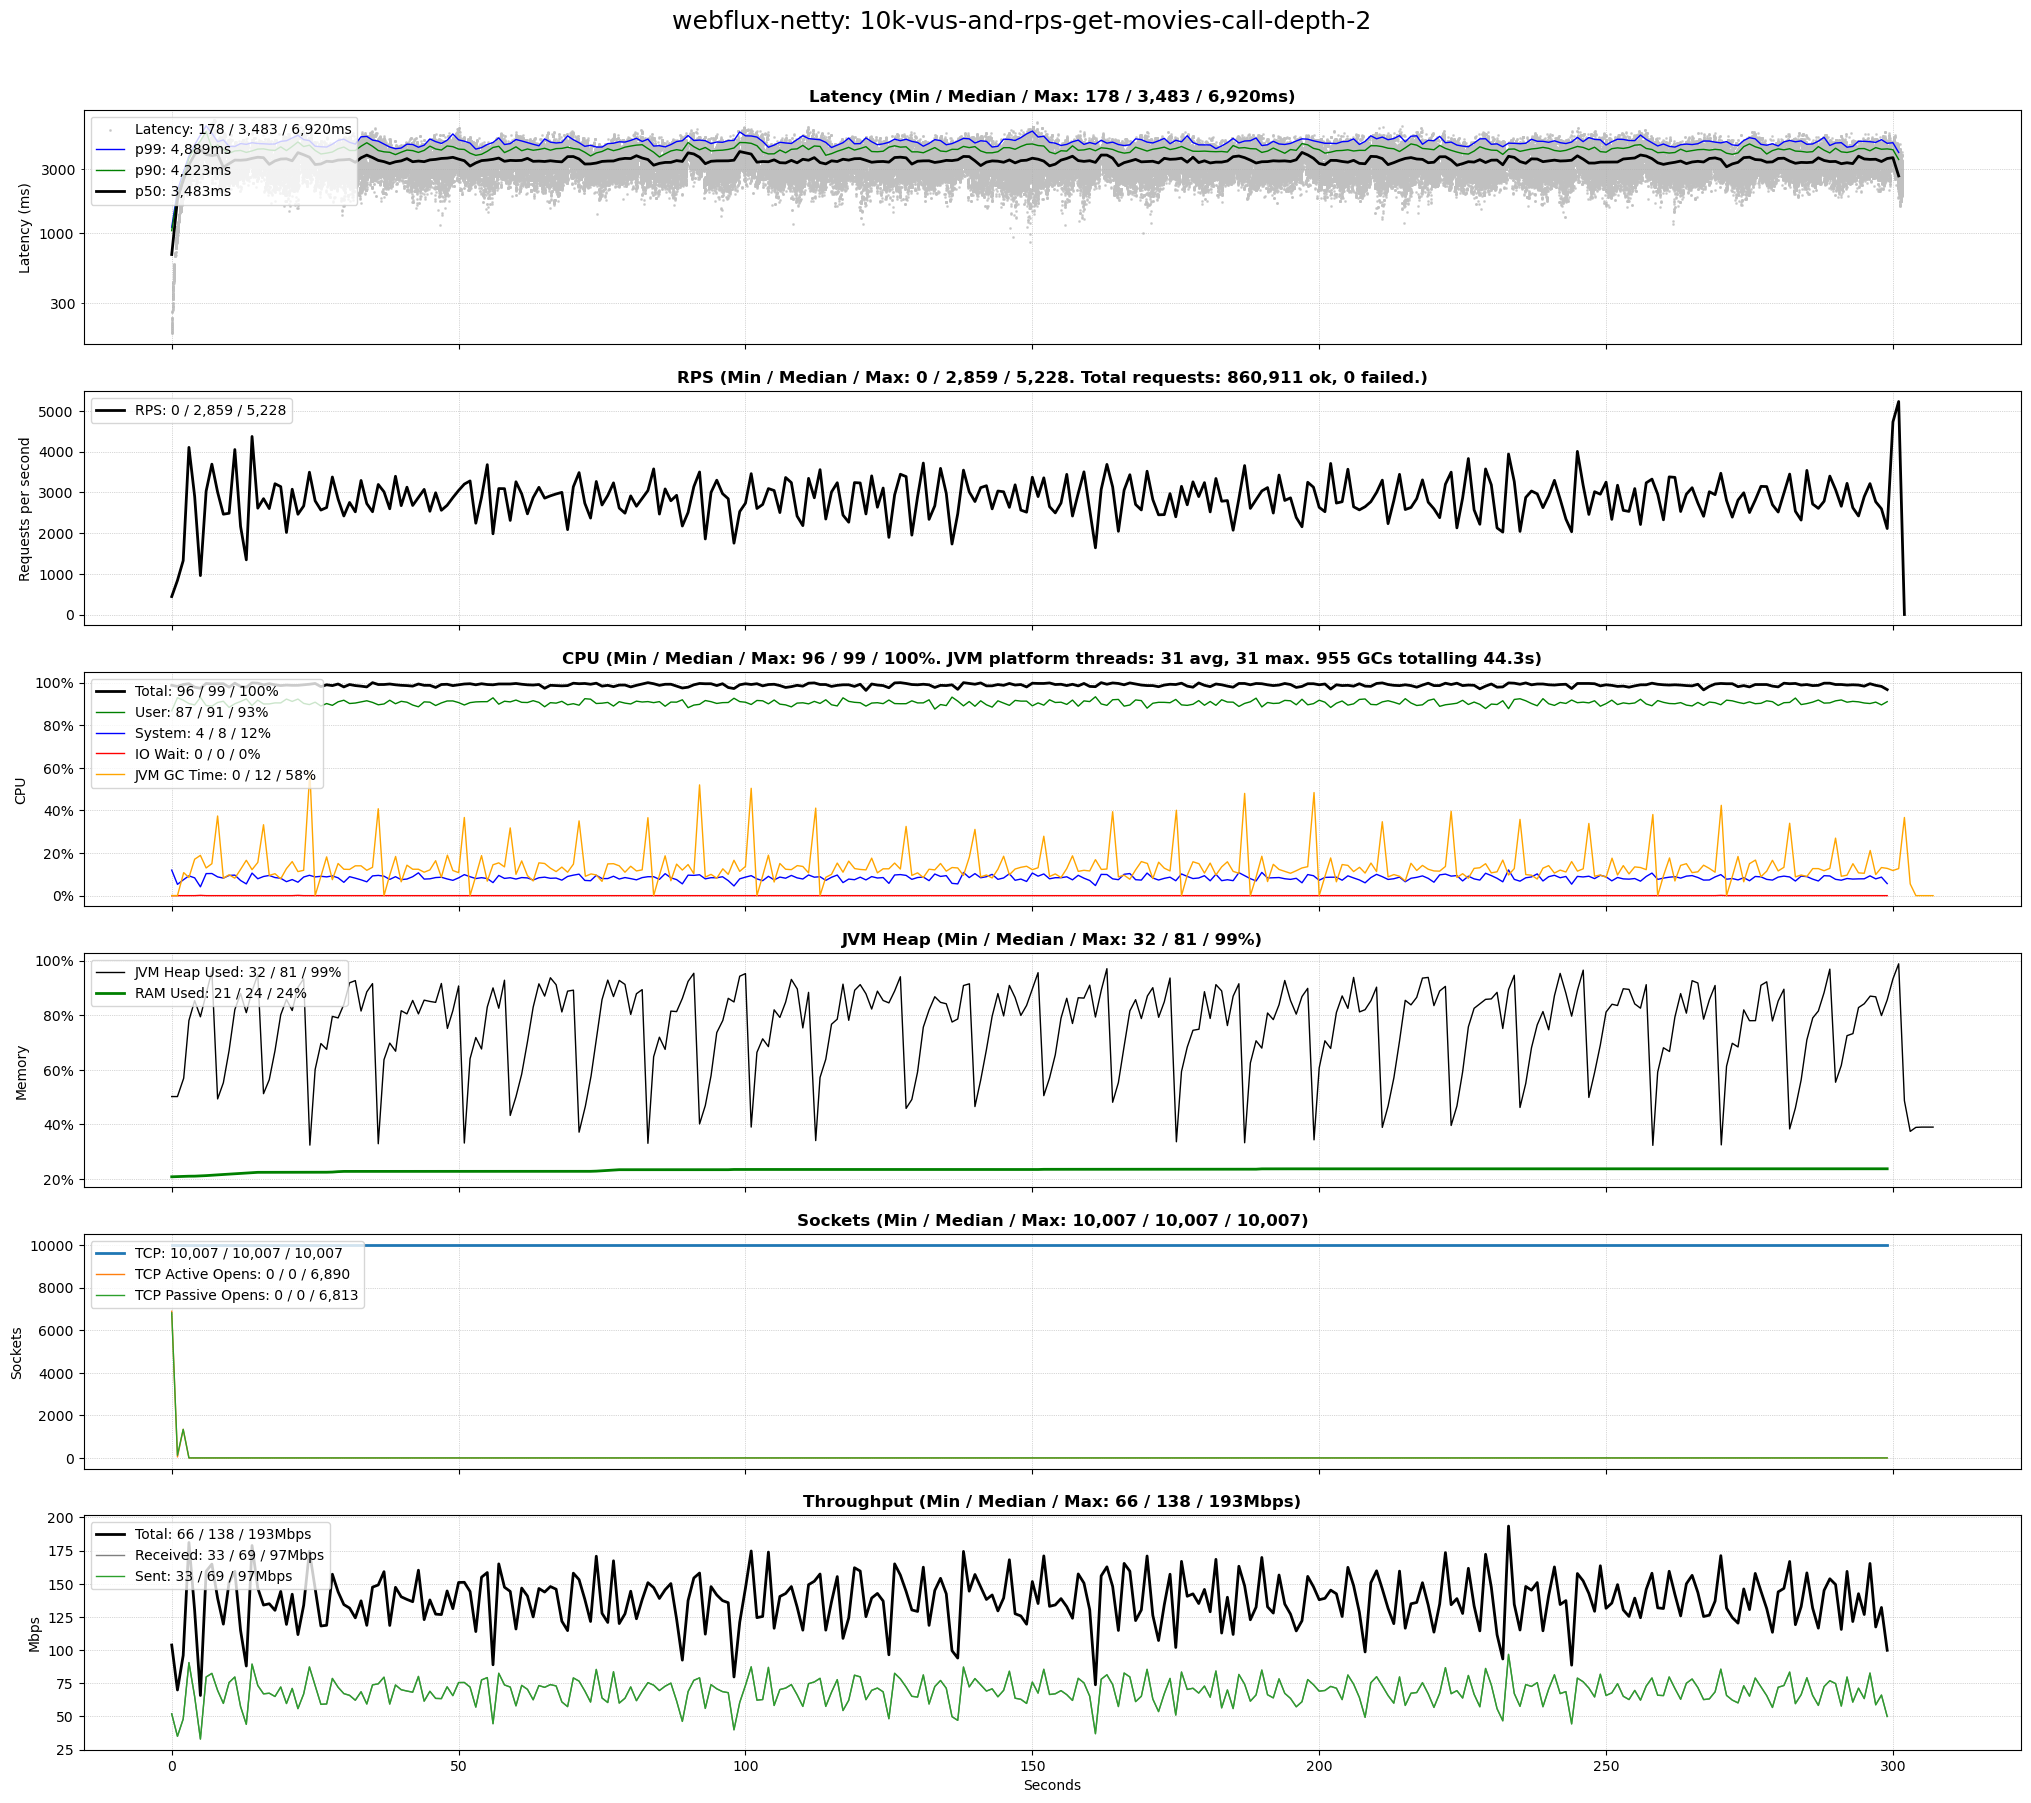 webflux-netty: 10k-vus-and-rps-get-movies-call-depth-2
Latency (Min / Median / Max: 178 / 3,483 / 6,920ms)
Latency: 178 / 3,483 / 6,920ms
p99: 4,889ms
p90: 4,223ms
p50: 3,483ms
3000
1000
300
Latency (ms)
RPS (Min / Median / Max: 0 / 2,859 / 5,228. Total requests: 860,911 ok, 0 failed.)
RPS: 0 / 2,859 / 5,228
5000
4000
3000
2000
1000
0
Requests per second
CPU (Min / Median / Max: 96 / 99 / 100%. JVM platform threads: 31 avg, 31 max. 955 GCs totalling 44.3s)
Total: 96 / 99 / 100%
User: 87 / 91 / 93%
System: 4 / 8 / 12%
IO Wait: 0 / 0 / 0%
JVM GC Time: 0 / 12 / 58%
100%
80%
60%
40%
20%
0%
CPU
JVM Heap (Min / Median / Max: 32 / 81 / 99%)
JVM Heap Used: 32 / 81 / 99%
RAM Used: 21 / 24 / 24%
100%
80%
60%
40%
20%
Memory
Sockets (Min / Median / Max: 10,007 / 10,007 / 10,007)
TCP: 10,007 / 10,007 / 10,007
TCP Active Opens: 0 / 0 / 6,890
TCP Passive Opens: 0 / 0 / 6,813
10000
8000
6000
4000
2000
0
Sockets
Throughput (Min / Median / Max: 66 / 138 / 193Mbps)
Total: 66 / 138 / 193Mbps
Received: 33 / 69 / 97Mbps
Sent: 33 / 69 / 97Mbps
200
175
150
125
100
75
50
25
Mbps
0 50 100 150 200 250 300
Seconds